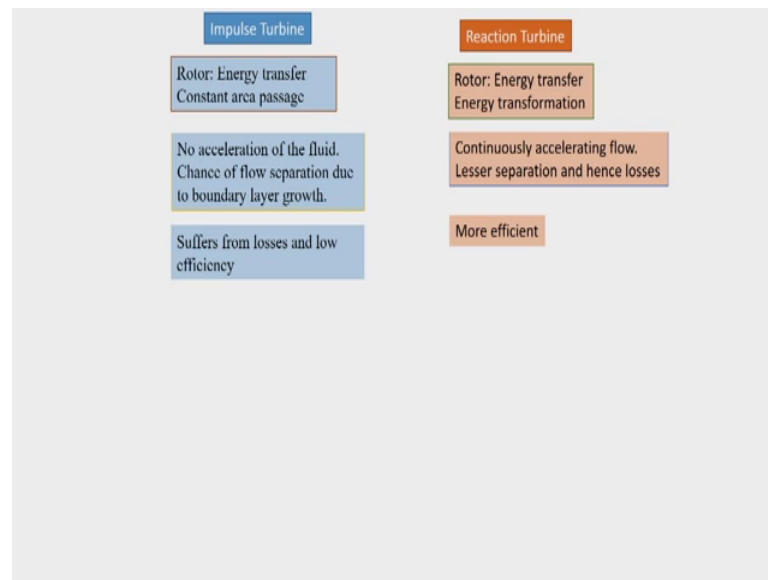 Impulse Turbine
Rotor: Energy transfer
Constant area passage
No acceleration of the fluid.
Chance of flow separation due
to boundary layer growth.
Suffers from losses and low
efficiency
Reaction Turbine
Rotor: Energy transfer
Energy transformation
Continuously accelerating flow.
Lesser separation and hence losses
More efficient